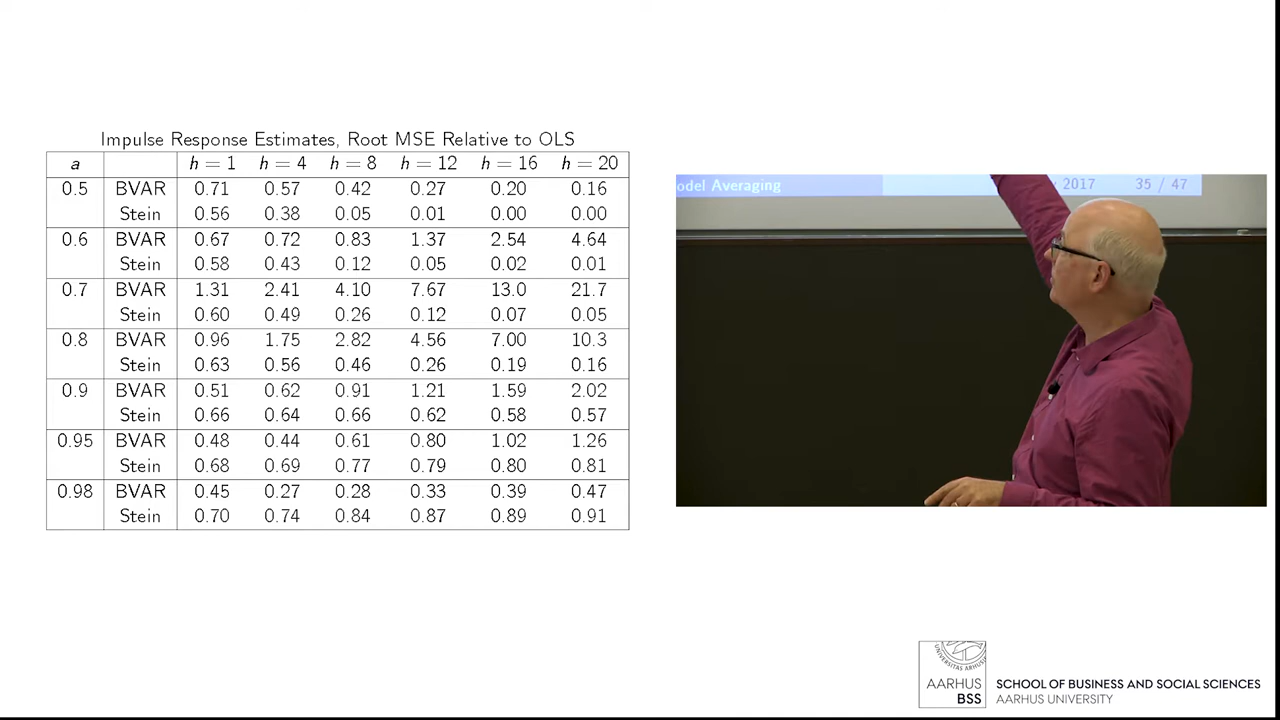 Impulse Response Estimates, Root MSE Relative to OLS
a h = 1 h = 4 h = 8 h = 12 h = 16 h = 20
0.5 BVAR 0.71 0.57 0.42 0.27 0.20 0.16
Stein 0.56 0.38 0.05 0.01 0.00 0.00
0.6 BVAR 0.67 0.72 0.83 1.37 2.54 4.64
Stein 0.58 0.43 0.12 0.05 0.02 0.01
0.7 BVAR 1.31 2.41 4.10 7.67 13.0 21.7
Stein 0.60 0.49 0.26 0.12 0.07 0.05
0.8 BVAR 0.96 1.75 2.82 4.56 7.00 10.3
Stein 0.63 0.56 0.46 0.26 0.19 0.16
0.9 BVAR 0.51 0.62 0.91 1.21 1.59 2.02
Stein 0.66 0.64 0.66 0.62 0.58 0.57
0.95 BVAR 0.48 0.44 0.61 0.80 1.02 1.26
Stein 0.68 0.69 0.77 0.79 0.80 0.81
0.98 BVAR 0.45 0.27 0.28 0.33 0.39 0.47
Stein 0.70 0.74 0.84 0.87 0.89 0.91
odel Averaging 2017 35 / 47
AARHUS
BSS
SCHOOL OF BUSINESS AND SOCIAL SCIENCES
AARHUS UNIVERSITY